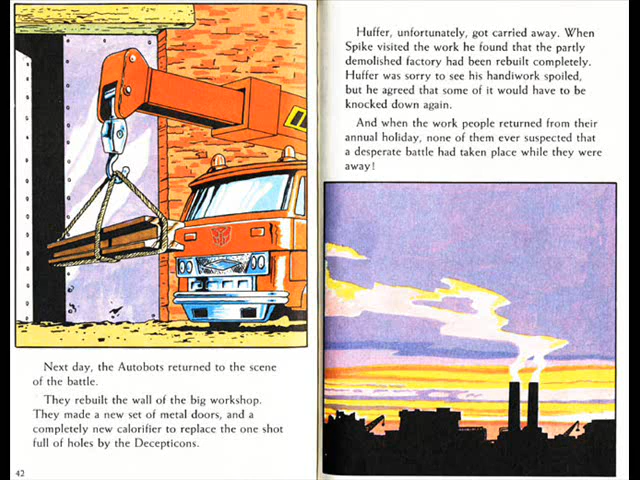 Next day, the Autobots returned to the scene
of the battle.
They rebuilt the wall of the big workshop.
They made a new set of metal doors, and a
completely new calorifier to replace the one shot
full of holes by the Decepticons.
42
Huffer, unfortunately, got carried away. When
Spike visited the work he found that the partly
demolished factory had been rebuilt completely.
Huffer was sorry to see his handiwork spoiled,
but he agreed that some of it would have to be
knocked down again.
And when the work people returned from their
annual holiday, none of them ever suspected that
a desperate battle had taken place while they were
away!